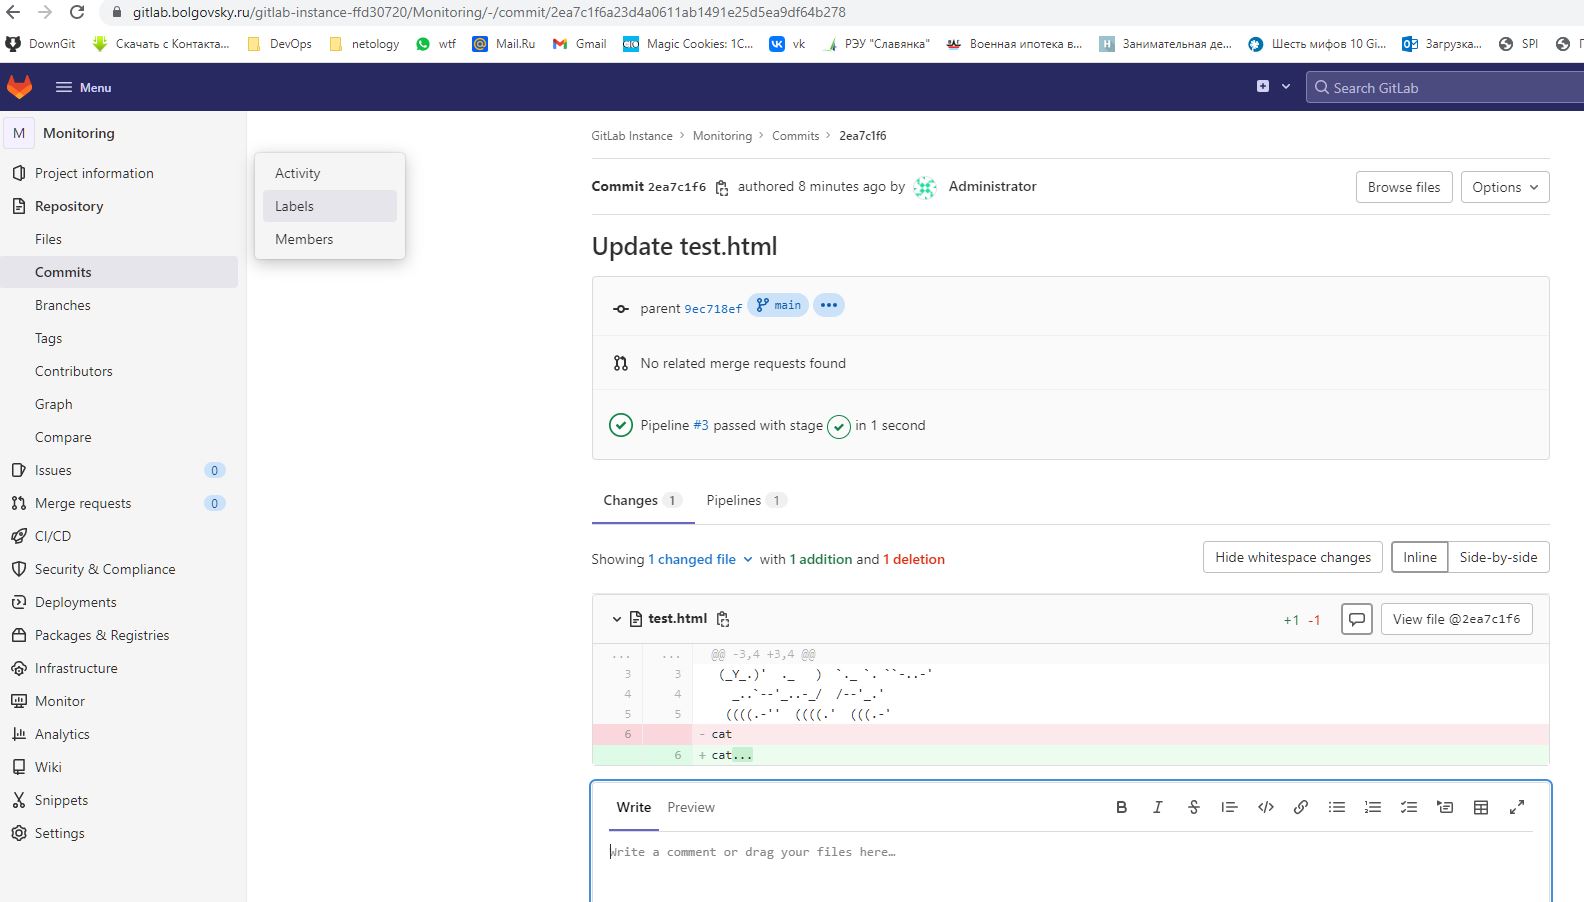 gitlab.bolgovsky.ru/gitlab-instance-ffd30720/Monitoring/-/commit/2ea7c1f6a23d4a0611ab1491e25d5ea9df64b278
DownGit Скачать с Контакта... DevOps netology wtf Mail.Ru Gmail Magic Cookies: 1C... vk РЭУ "Славянка" Военная ипотека в... Занимательная де... Шесть мифов 10 Gi... Загрузка... SPI
Menu Search GitLab
M Monitoring
Project information
Repository
Files
Commits
Branches
Tags
Contributors
Graph
Compare
Issues 0
Merge requests 0
CI/CD
Security & Compliance
Deployments
Packages & Registries
Infrastructure
Monitor
Analytics
Wiki
Snippets
Settings
Activity
Labels
Members
GitLab Instance > Monitoring > Commits > 2ea7c1f6
Commit 2ea7c1f6 authored 8 minutes ago by Administrator Browse files Options
Update test.html
parent 9ec718ef main •••
No related merge requests found
Pipeline #3 passed with stage in 1 second
Changes 1 Pipelines 1
Showing 1 changed file with 1 addition and 1 deletion Hide whitespace changes Inline Side-by-side
test.html +1 -1 View file @2ea7c1f6
... ... @@ -3,4 +3,4 @@
3 3 (_Y_.)'  ._   )  `._ `. ``-..-'
4 4 _..`--'_..-_/  /--'_.'
5 5 ((((.-''  ((((.'  (((.-'
6 - cat
6 + cat...
Write Preview
Write a comment or drag your files here…